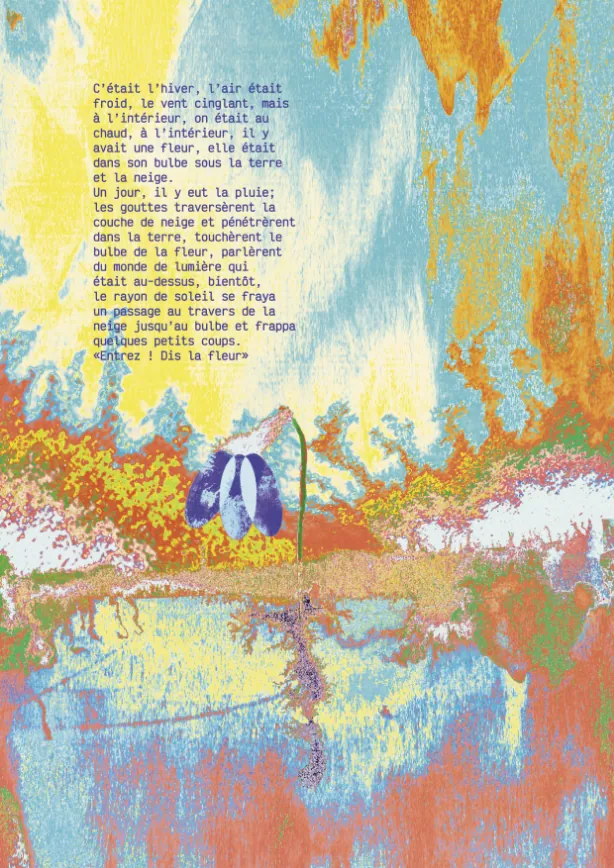 C'était l'hiver, l'air était
froid, le vent cinglant, mais
à l'intérieur, on était au
chaud, à l'intérieur, il y
avait une fleur, elle était
dans son bulbe sous la terre
et la neige.
Un jour, il y eut la pluie;
les gouttes traversèrent la
couche de neige et pénétrèrent
dans la terre, touchèrent le
bulbe de la fleur, parlèrent
du monde de lumière qui
était au-dessus, bientôt,
le rayon de soleil se fraya
un passage au travers de la
neige jusqu'au bulbe et frappa
quelques petits coups.
«Entrez ! Dis la fleur»